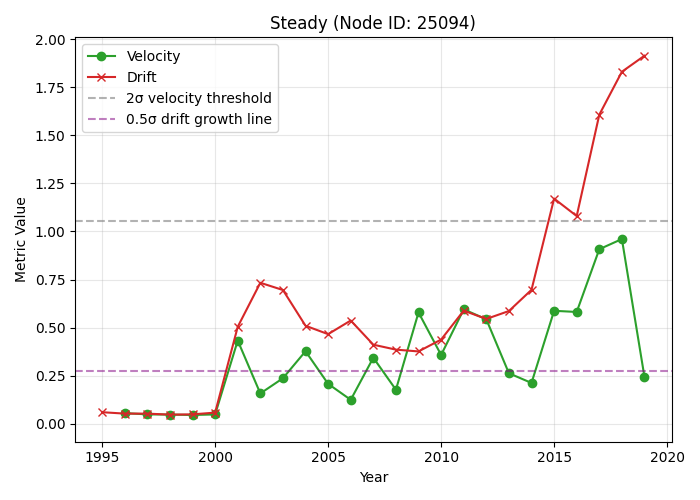 Steady (Node ID: 25094)
Velocity
Drift
2σ velocity threshold
0.5σ drift growth line
Metric Value
2.00
1.75
1.50
1.25
1.00
0.75
0.50
0.25
0.00
1995
2000
2005
2010
2015
2020
Year